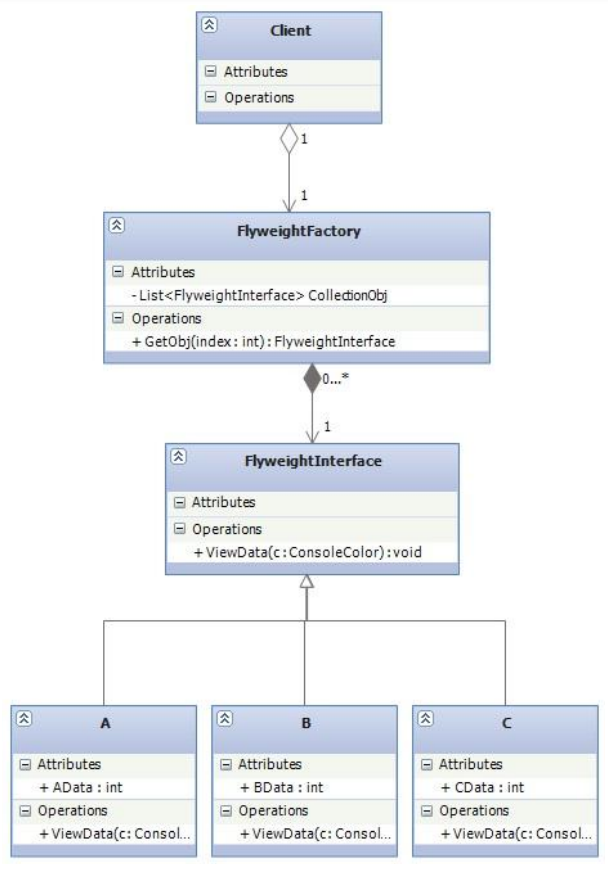 Client
Attributes
Operations
1
1
FlyweightFactory
Attributes
- List<FlyweightInterface> CollectionObj
Operations
+ GetObj(index : int) : FlyweightInterface
0...*
1
FlyweightInterface
Attributes
Operations
+ ViewData(c:ConsoleColor):void
A
Attributes
+ AData : int
Operations
+ ViewData(c: Consol...
B
Attributes
+ BData : int
Operations
+ ViewData(c: Consol...
C
Attributes
+ CData : int
Operations
+ ViewData(c: Consol...